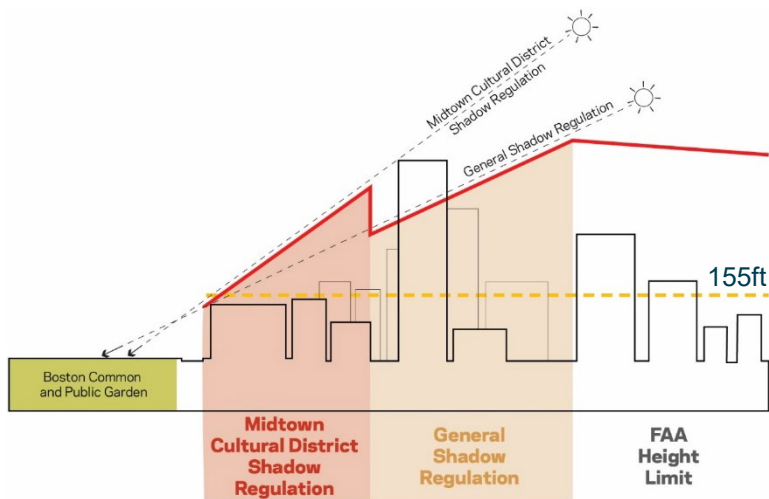 Midtown Cultural District
Shadow Regulation
General Shadow Regulation
155ft
Boston Common
and Public Garden
Midtown
Cultural District
Shadow
Regulation
General
Shadow
Regulation
FAA
Height
Limit